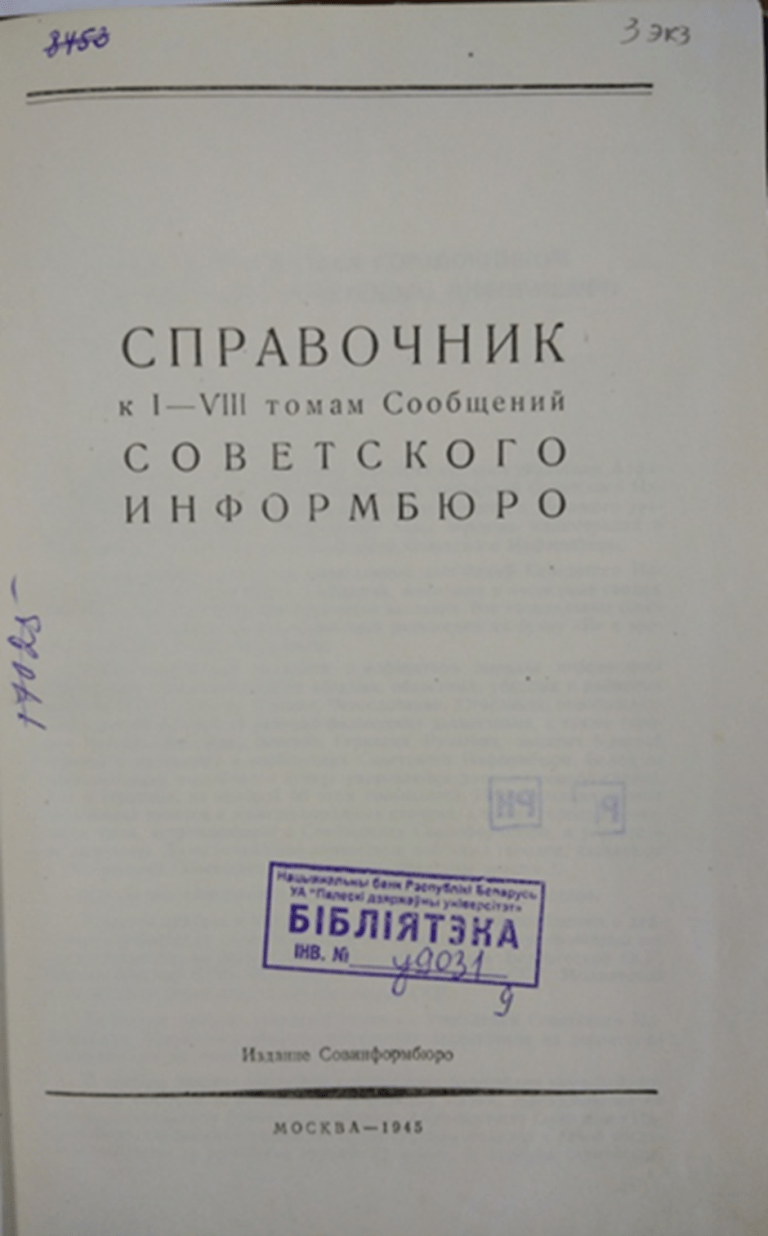 8453
3 экз
СПРАВОЧНИК
к I—VIII томам Сообщений
СОВЕТСКОГО
ИНФОРМБЮРО
Нацыянальны банк Рэспублікі Беларусь
УА "Палескі дзяржаўны універсітэт"
БІБЛІЯТЭКА
ІНВ. № у9031
9
Издание Совинформбюро
МОСКВА—1945